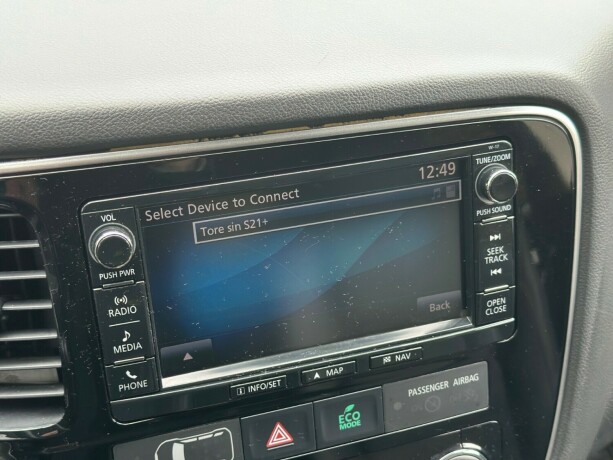 W-10
12:49
TUNE/ZOOM
Select Device to Connect
VOL
Tore sin S21+
PUSH SOUND
PUSH PWR
SEEK
TRACK
RADIO
Back
OPEN
CLOSE
MEDIA
PHONE
INFO/SET
MAP
NAV
PASSENGER AIRBAG
ECO
MODE